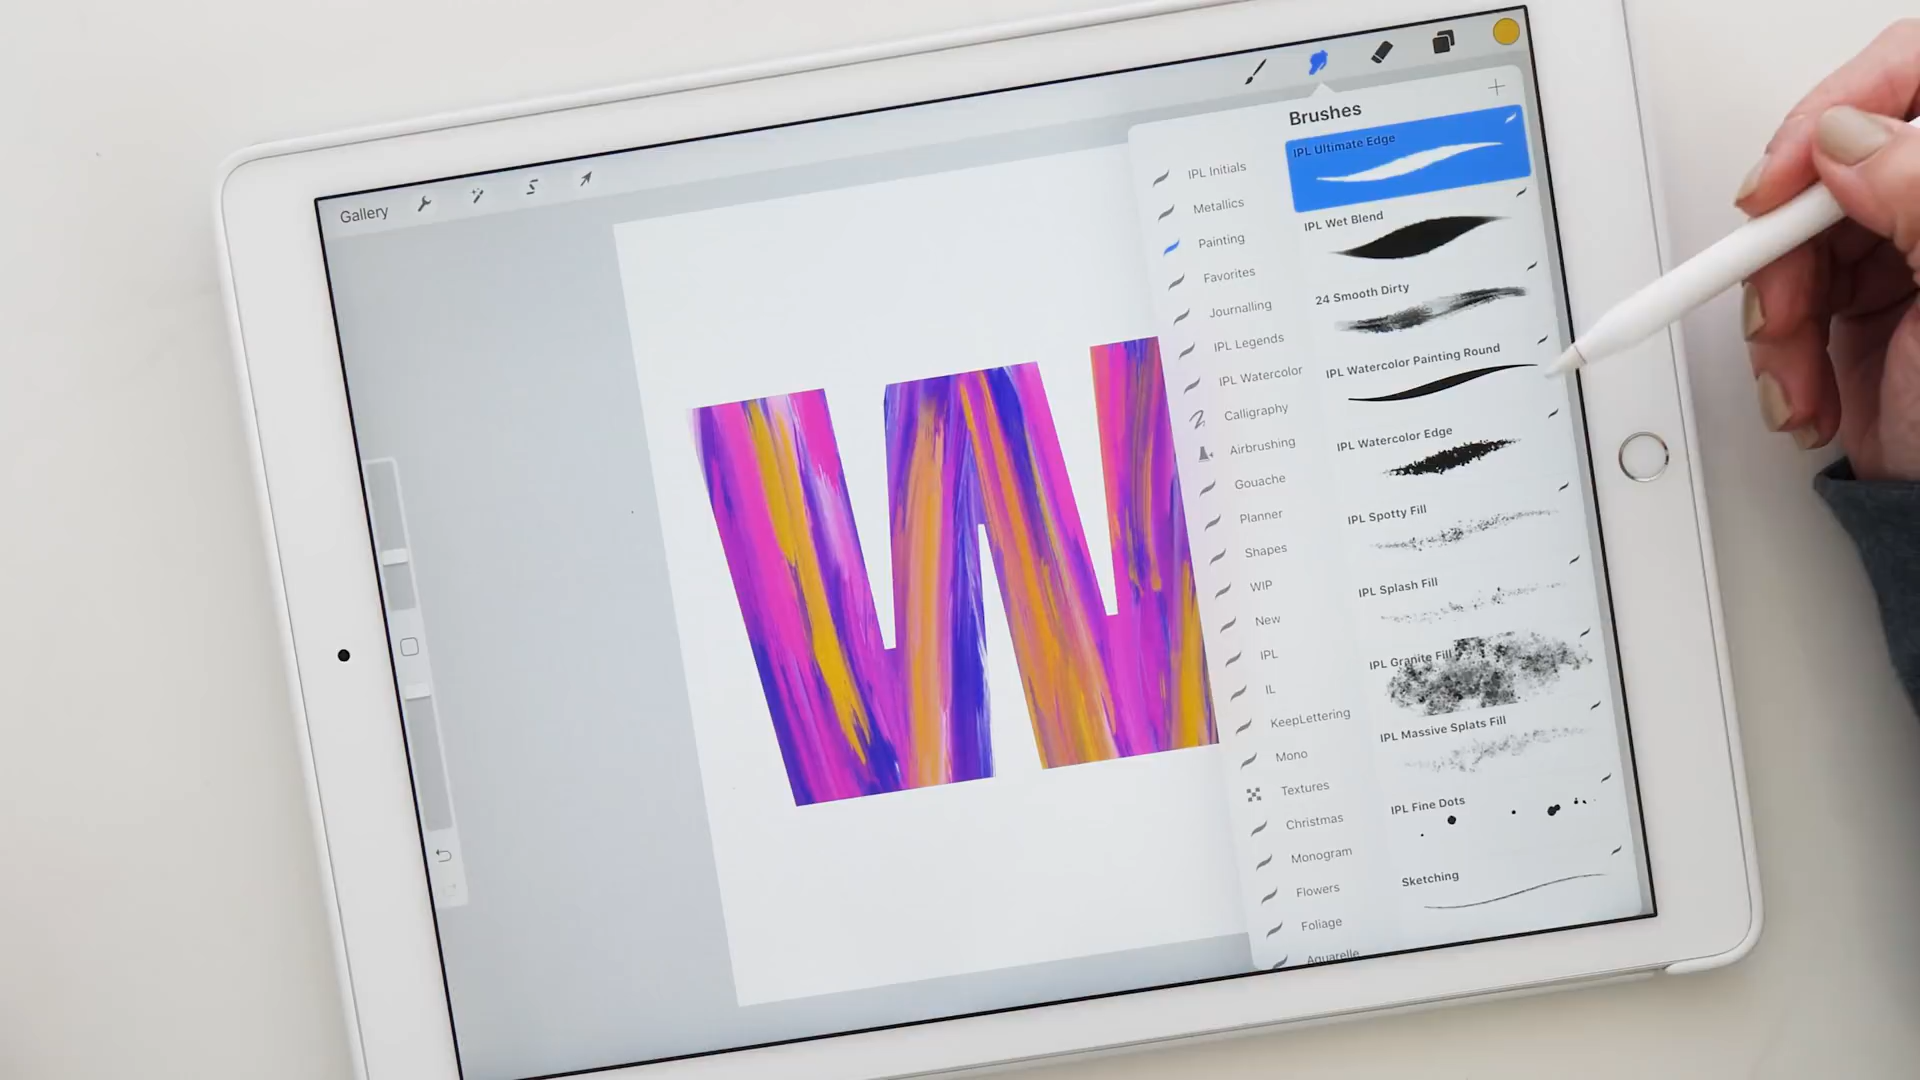 Gallery
W
Brushes
IPL Initials
Metallics
Painting
Favorites
Journalling
IPL Legends
IPL Watercolor
Calligraphy
Airbrushing
Gouache
Planner
Shapes
WIP
New
IPL
IL
KeepLettering
Mono
Textures
Christmas
Monogram
Flowers
Foliage
Aquarelle
IPL Ultimate Edge
IPL Wet Blend
24 Smooth Dirty
IPL Watercolor Painting Round
IPL Watercolor Edge
IPL Spotty Fill
IPL Splash Fill
IPL Granite Fill
IPL Massive Splats Fill
IPL Fine Dots
Sketching